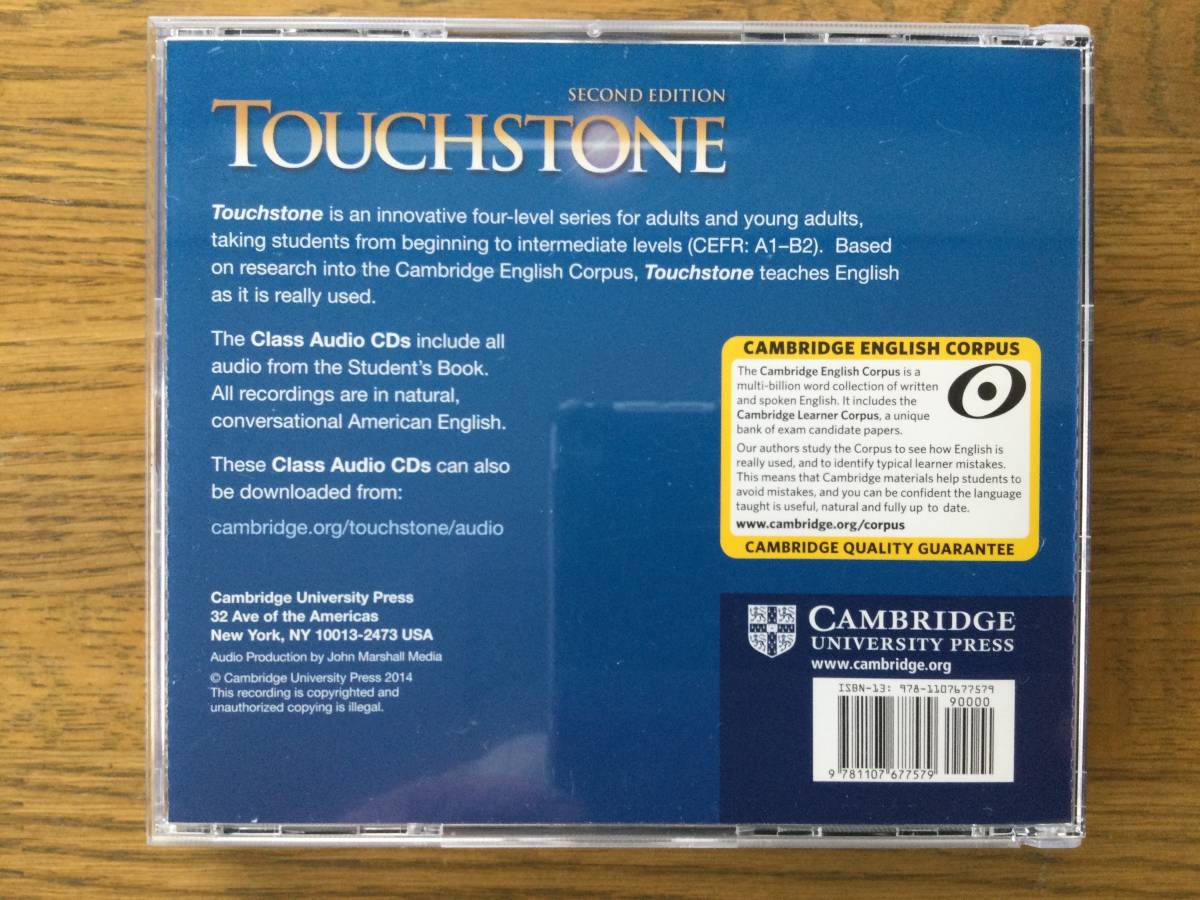 SECOND EDITION
TOUCHSTONE
Touchstone is an innovative four-level series for adults and young adults,
taking students from beginning to intermediate levels (CEFR: A1–B2). Based
on research into the Cambridge English Corpus, Touchstone teaches English
as it is really used.
The Class Audio CDs include all
audio from the Student's Book.
All recordings are in natural,
conversational American English.
These Class Audio CDs can also
be downloaded from:
cambridge.org/touchstone/audio
CAMBRIDGE ENGLISH CORPUS
The Cambridge English Corpus is a
multi-billion word collection of written
and spoken English. It includes the
Cambridge Learner Corpus, a unique
bank of exam candidate papers.
Our authors study the Corpus to see how English is
really used, and to identify typical learner mistakes.
This means that Cambridge materials help students to
avoid mistakes, and you can be confident the language
taught is useful, natural and fully up to date.
www.cambridge.org/corpus
CAMBRIDGE QUALITY GUARANTEE
Cambridge University Press
32 Ave of the Americas
New York, NY 10013-2473 USA
Audio Production by John Marshall Media
© Cambridge University Press 2014
This recording is copyrighted and
unauthorized copying is illegal.
CAMBRIDGE
UNIVERSITY PRESS
www.cambridge.org
ISBN-13: 978-1107677579
90000
9 781107 677579